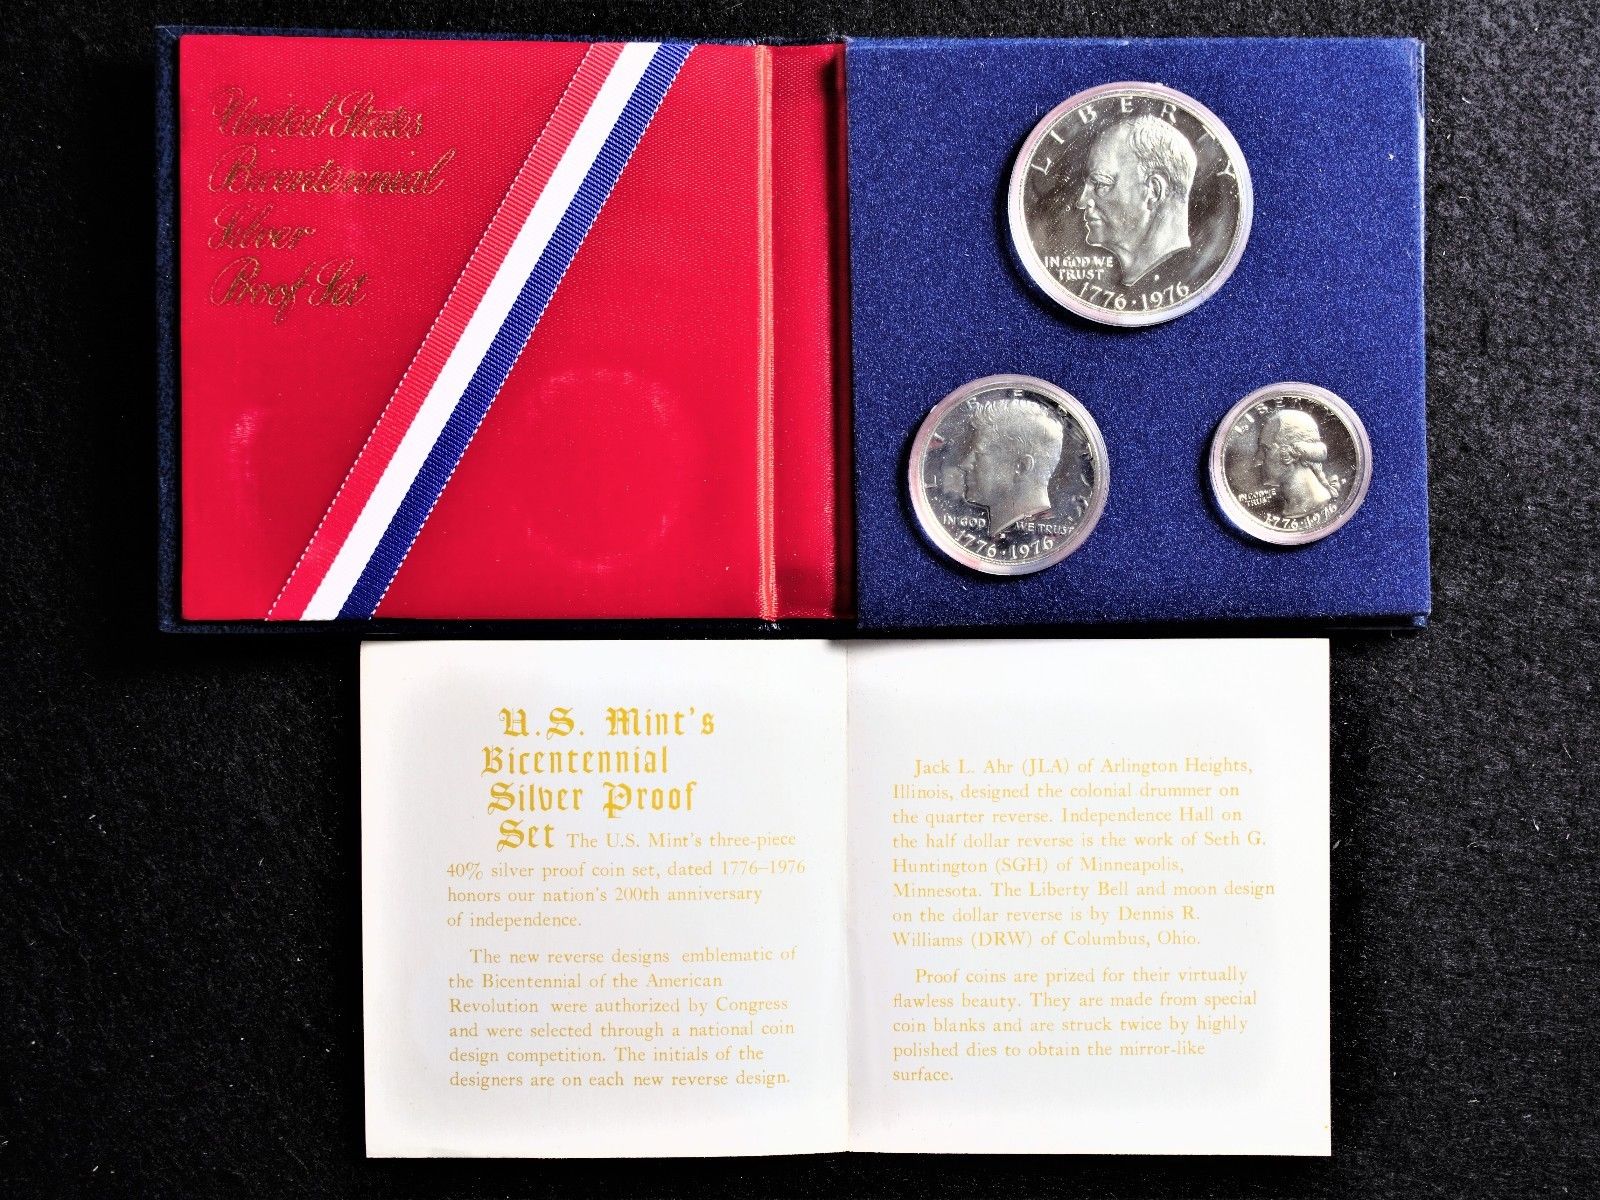 United States
Bicentennial
Silver
Proof Set
LIBERTY
IN GOD WE
TRUST
1776·1976
LIBERTY
IN GOD WE TRUST
1776·1976
LIBERTY
IN GOD WE
TRUST
1776·1976
U.S. Mint's
Bicentennial
Silver Proof
Set The U.S. Mint's three-piece
40% silver proof coin set, dated 1776–1976
honors our nation's 200th anniversary
of independence.
The new reverse designs emblematic of
the Bicentennial of the American
Revolution were authorized by Congress
and were selected through a national coin
design competition. The initials of the
designers are on each new reverse design.
Jack L. Ahr (JLA) of Arlington Heights,
Illinois, designed the colonial drummer on
the quarter reverse. Independence Hall on
the half dollar reverse is the work of Seth G.
Huntington (SGH) of Minneapolis,
Minnesota. The Liberty Bell and moon design
on the dollar reverse is by Dennis R.
Williams (DRW) of Columbus, Ohio.
Proof coins are prized for their virtually
flawless beauty. They are made from special
coin blanks and are struck twice by highly
polished dies to obtain the mirror-like
surface.